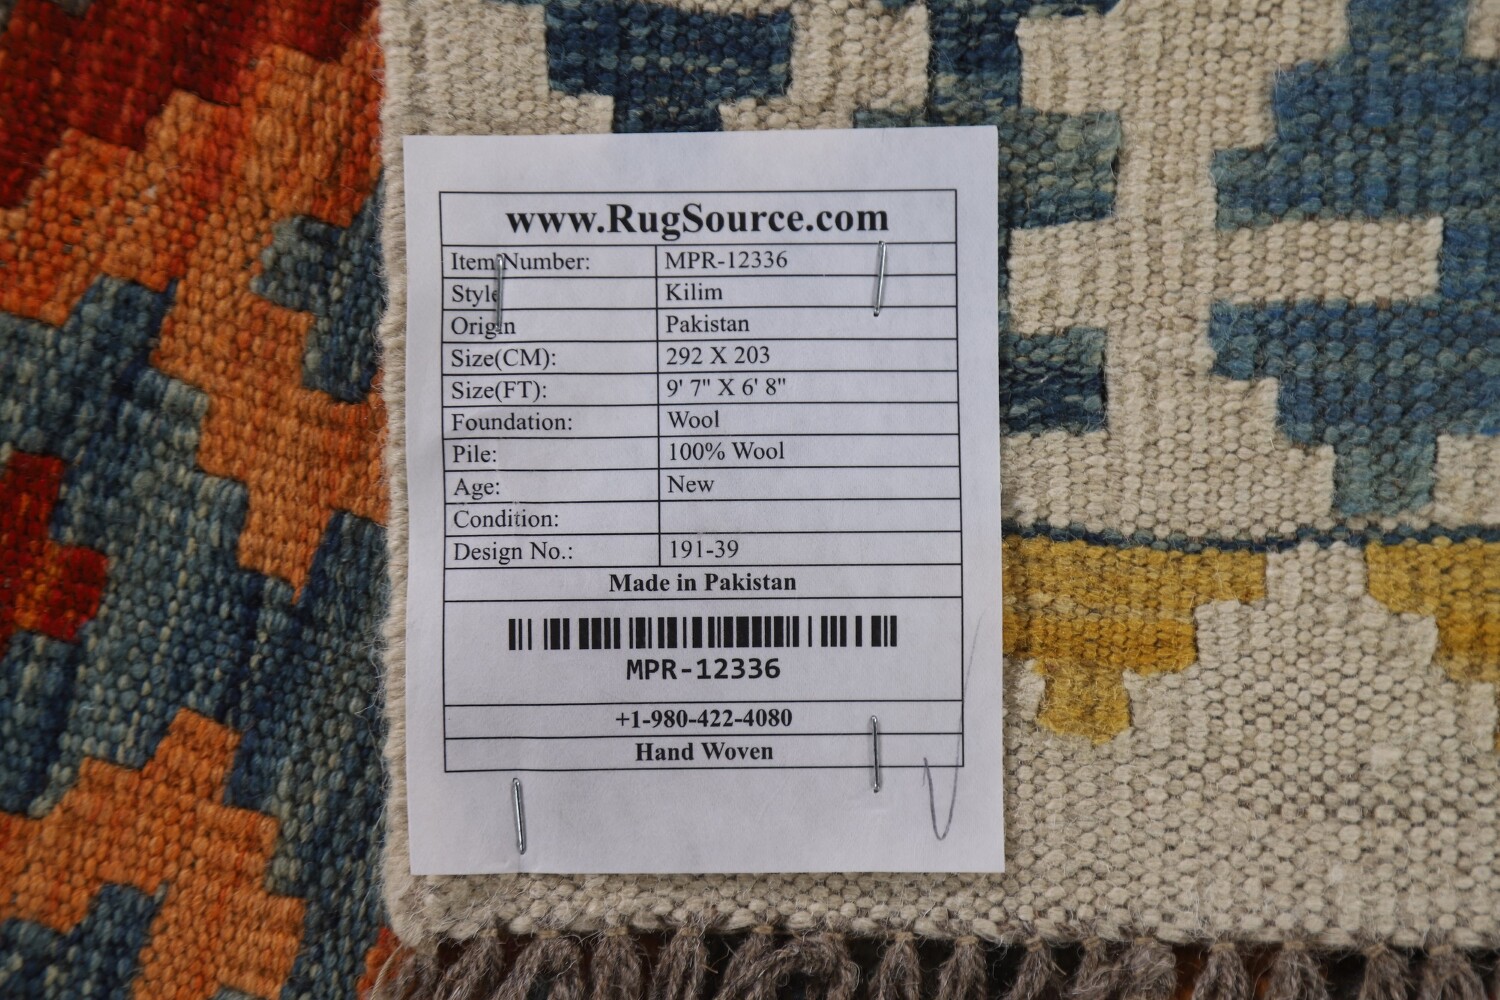 www.RugSource.com
Item Number: MPR-12336
Style Kilim
Origin Pakistan
Size(CM): 292 X 203
Size(FT): 9' 7" X 6' 8"
Foundation: Wool
Pile: 100% Wool
Age: New
Condition:
Design No.: 191-39
Made in Pakistan
MPR-12336
+1-980-422-4080
Hand Woven